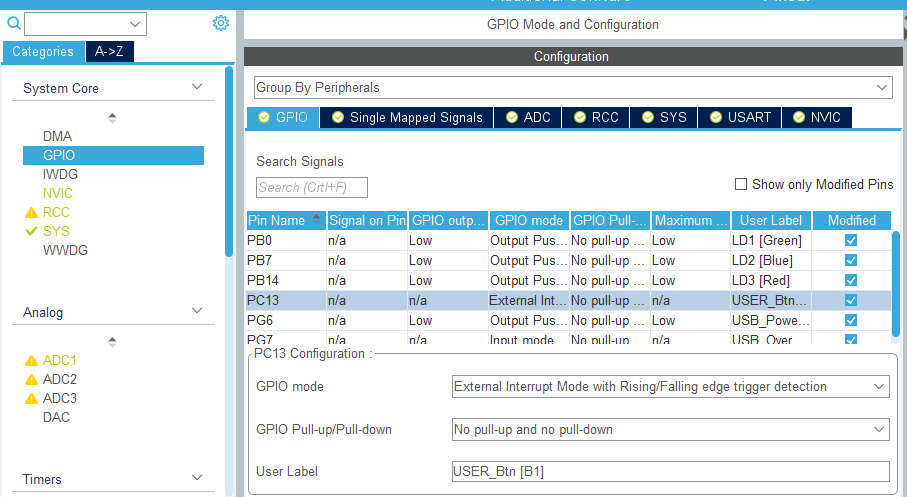 GPIO Mode and Configuration
Categories A->Z
Configuration
Group By Peripherals
System Core
GPIO Single Mapped Signals ADC RCC SYS USART NVIC
DMA
GPIO
IWDG
NVIC
RCC
SYS
WWDG
Search Signals
Search (Crtl+F)
Show only Modified Pins
Pin Name Signal on Pin GPIO outp... GPIO mode GPIO Pull-... Maximum ... User Label Modified
PB0 n/a Low Output Pus... No pull-up ... Low LD1 [Green]
PB7 n/a Low Output Pus... No pull-up ... Low LD2 [Blue]
PB14 n/a Low Output Pus... No pull-up ... Low LD3 [Red]
PC13 n/a n/a External Int... No pull-up ... n/a USER_Btn...
PG6 n/a Low Output Pus... No pull-up ... Low USB_Powe...
PG7 n/a n/a Input mode No pull-up n/a USB_Over
Analog
ADC1
ADC2
ADC3
DAC
Timers
PC13 Configuration :
GPIO mode External Interrupt Mode with Rising/Falling edge trigger detection
GPIO Pull-up/Pull-down No pull-up and no pull-down
User Label USER_Btn [B1]